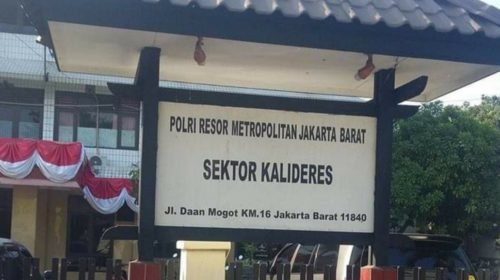 POLRI RESOR METROPOLITAN JAKARTA BARAT
SEKTOR KALIDERES
Jl. Daan Mogot KM.16 Jakarta Barat 11840